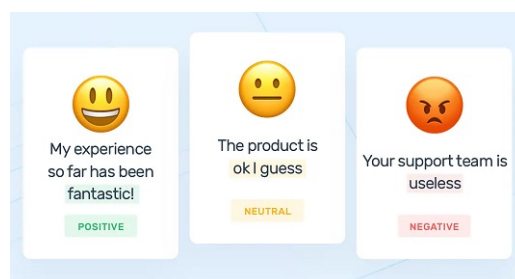 My experience
so far has been
fantastic!
POSITIVE
The product is
ok I guess
NEUTRAL
Your support team is
useless
NEGATIVE